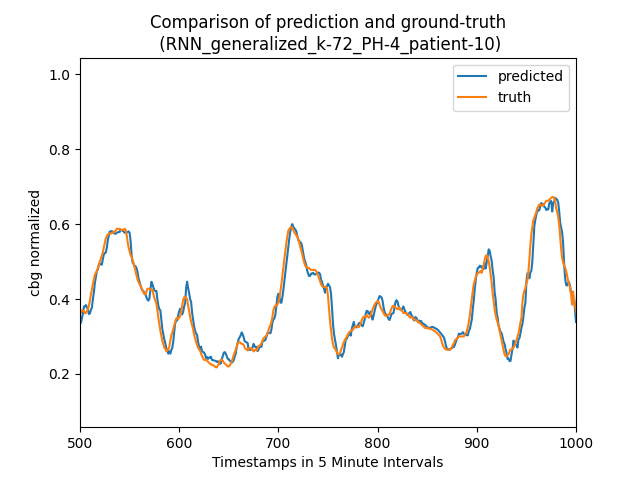 Comparison of prediction and ground-truth
(RNN_generalized_k-72_PH-4_patient-10)
1.0
0.8
0.6
0.4
0.2
cbg normalized
predicted
truth
500 600 700 800 900 1000
Timestamps in 5 Minute Intervals